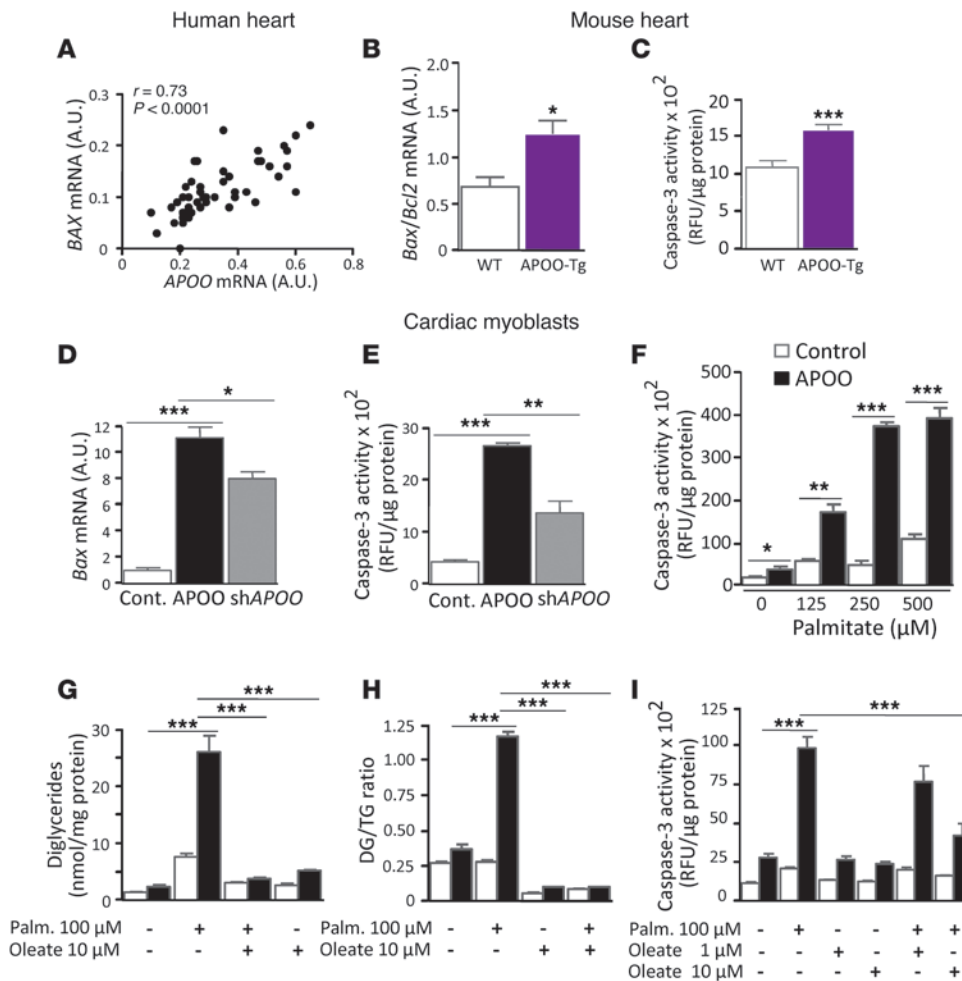 Human heart
Mouse heart
A
r = 0.73
P < 0.0001
BAX mRNA (A.U.)
0.3
0.2
0.1
0
0 0.2 0.4 0.6 0.8
APOO mRNA (A.U.)
B
Bax/Bcl2 mRNA (A.U.)
2.0
1.5
1.0
0.5
0
*
WT APOO-Tg
C
Caspase-3 activity x 10²
(RFU/µg protein)
20
15
10
5
0
***
WT APOO-Tg
Cardiac myoblasts
D
Bax mRNA (A.U.)
12
10
8
6
4
2
0
*
***
Cont. APOO shAPOO
E
Caspase-3 activity x 10²
(RFU/µg protein)
30
20
10
0
**
***
Cont. APOO shAPOO
F
Control
APOO
Caspase-3 activity x 10²
(RFU/µg protein)
500
400
300
200
100
0
* ** *** ***
0 125 250 500
Palmitate (µM)
G
Diglycerides
(nmol/mg protein)
30
20
10
0
***
***
***
Palm. 100 µM - + + -
Oleate 10 µM - - + +
H
DG/TG ratio
1.25
1.00
0.75
0.50
0.25
0
***
***
***
Palm. 100 µM - + - +
Oleate 10 µM - - + +
I
Caspase-3 activity x 10²
(RFU/µg protein)
125
100
75
50
25
0
***
***
Palm. 100 µM - + - - + +
Oleate 1 µM - - + - + -
Oleate 10 µM - - - + - +